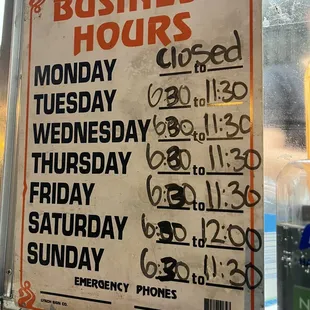 BUSINESS
HOURS
MONDAY closed to
TUESDAY 6:30 to 11:30
WEDNESDAY 6:30 to 11:30
THURSDAY 6:30 to 11:30
FRIDAY 6:30 to 11:30
SATURDAY 6:30 to 12:00
SUNDAY 6:30 to 11:30
EMERGENCY PHONES